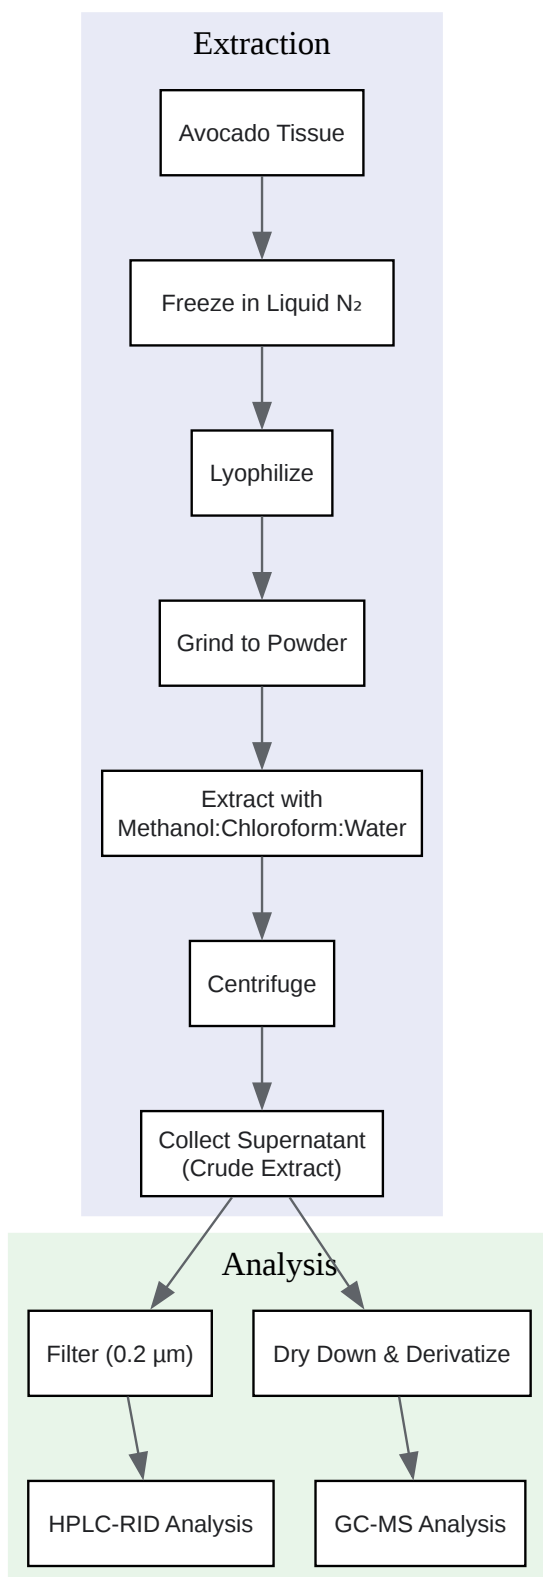 Extraction
Avocado Tissue
Freeze in Liquid N₂
Lyophilize
Grind to Powder
Extract with
Methanol:Chloroform:Water
Centrifuge
Collect Supernatant
(Crude Extract)
Analysis
Filter (0.2 µm)
Dry Down & Derivatize
HPLC-RID Analysis
GC-MS Analysis